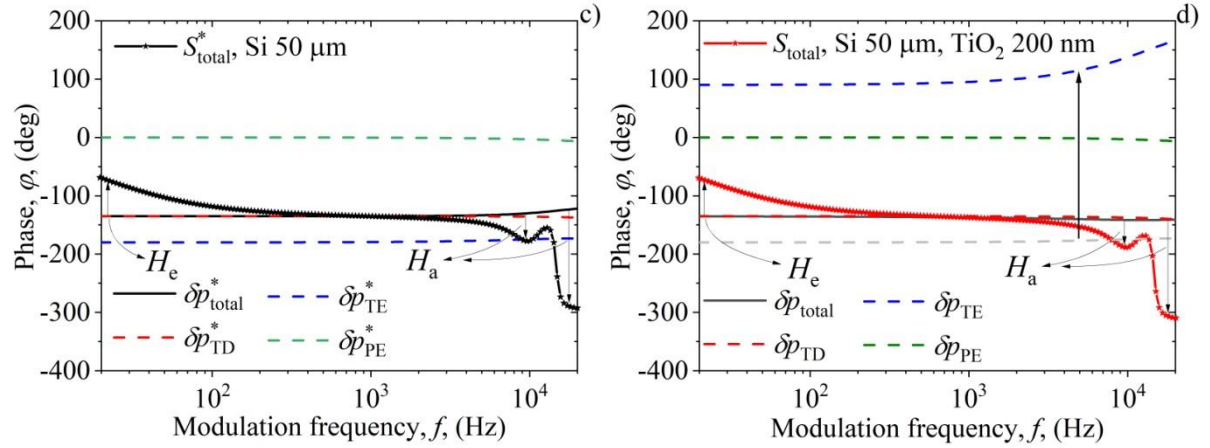 c)
200
100
0
-100
-200
-300
-400
Phase, φ, (deg)
S*total, Si 50 μm
He
Ha
δp*total
δp*TE
δp*TD
δp*PE
10² 10³ 10⁴
Modulation frequency, f, (Hz)
d)
200
100
0
-100
-200
-300
-400
Phase, φ, (deg)
Stotal, Si 50 μm, TiO₂ 200 nm
He
Ha
δptotal
δpTE
δpTD
δpPE
10² 10³ 10⁴
Modulation frequency, f, (Hz)